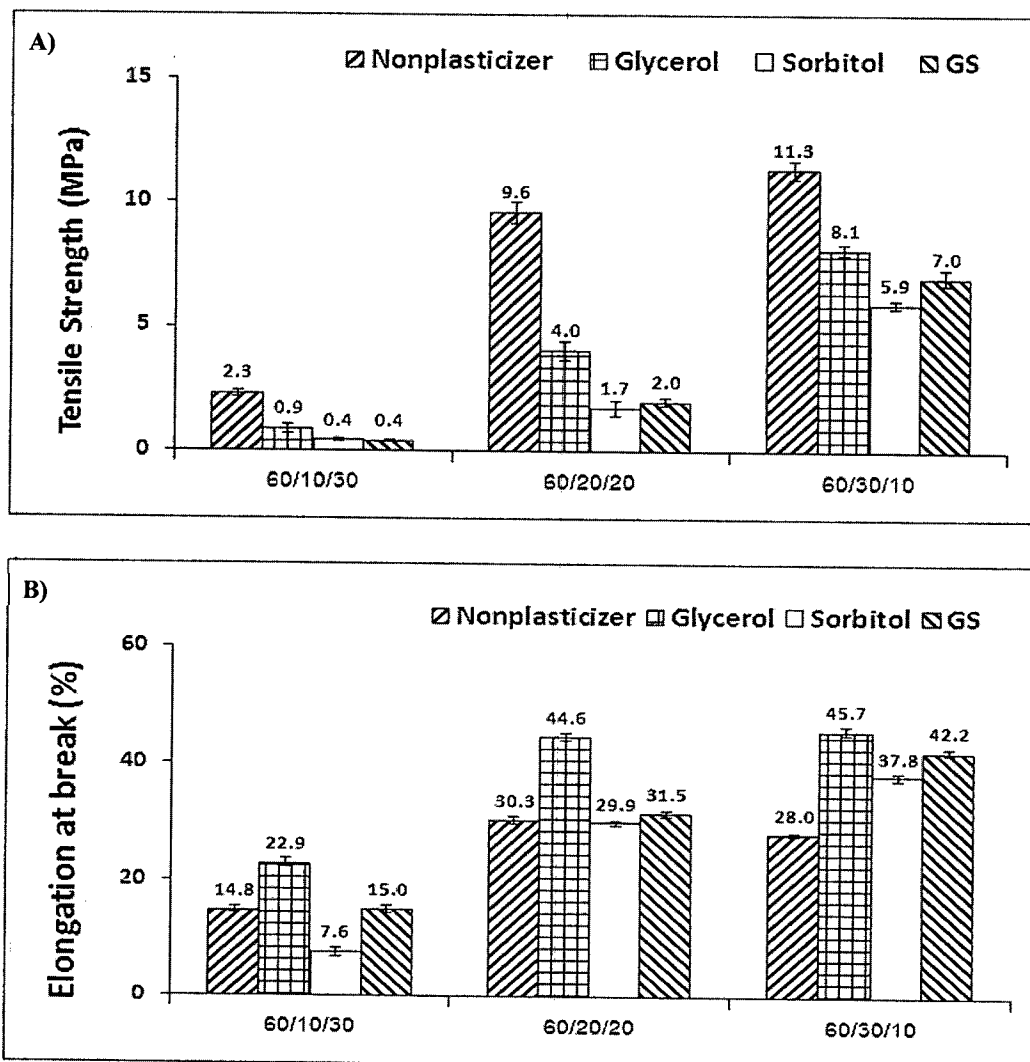 A)
Nonplasticizer Glycerol Sorbitol GS
Tensile Strength (MPa)
15
10
5
0
2.3 0.9 0.4 0.4
9.6 4.0 1.7 2.0
11.3 8.1 5.9 7.0
60/10/30 60/20/20 60/30/10
B)
Nonplasticizer Glycerol Sorbitol GS
Elongation at break (%)
60
40
20
0
14.8 22.9 7.6 15.0
30.3 44.6 29.9 31.5
28.0 45.7 37.8 42.2
60/10/30 60/20/20 60/30/10